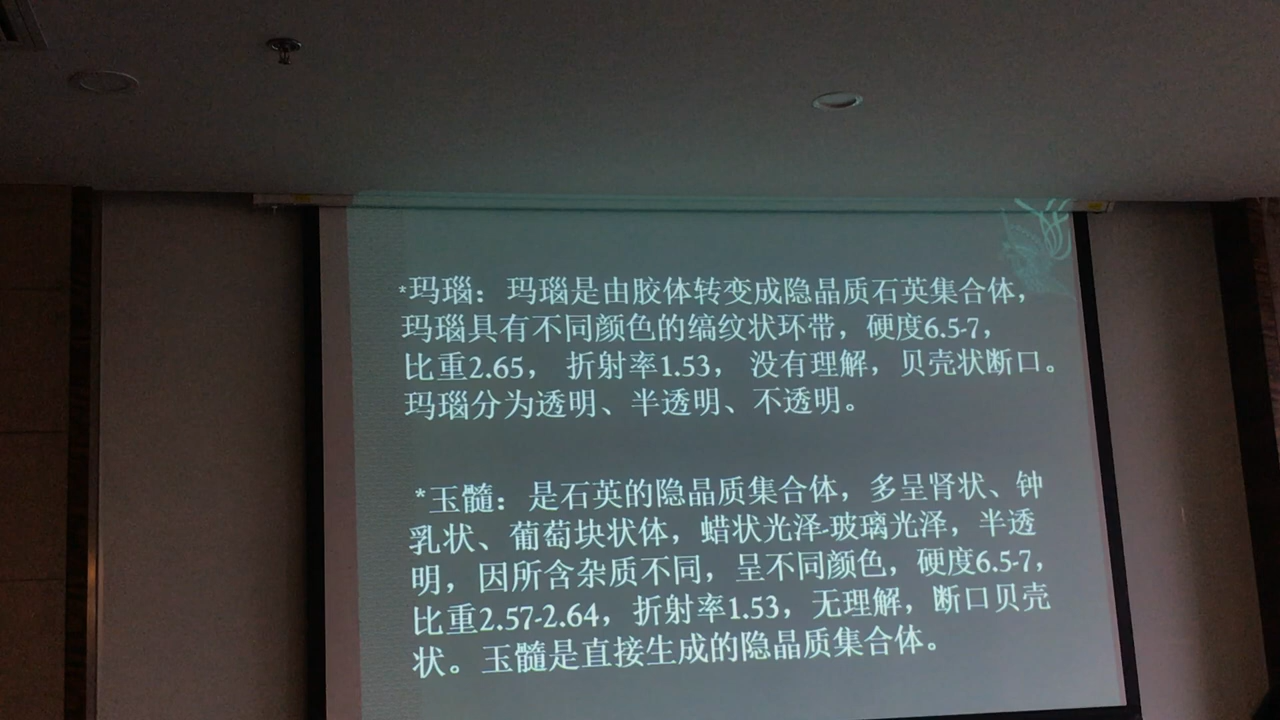 *玛瑙：玛瑙是由胶体转变成隐晶质石英集合体，
玛瑙具有不同颜色的缟纹状环带，硬度6.5-7，
比重2.65， 折射率1.53， 没有理解，贝壳状断口。
玛瑙分为透明、半透明、不透明。
*玉髓：是石英的隐晶质集合体，多呈肾状、钟
乳状、葡萄块状体，蜡状光泽-玻璃光泽，半透
明，因所含杂质不同，呈不同颜色，硬度6.5-7，
比重2.57-2.64，折射率1.53，无理解，断口贝壳
状。玉髓是直接生成的隐晶质集合体。